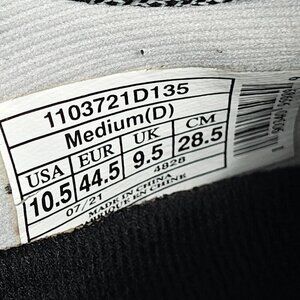 1103721D135
Medium(D)
USA EUR UK CM
10.5 44.5 9.5 28.5
07/21 4828
MADE IN CHINA
FABRIQUE EN CHINE